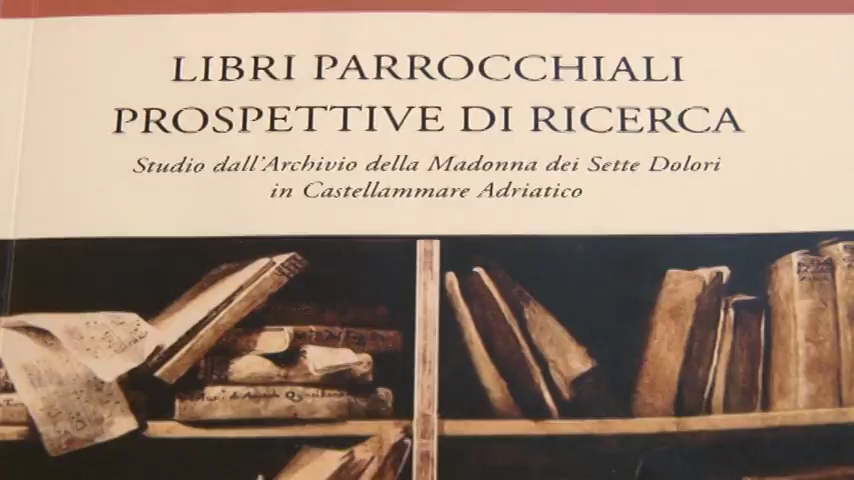 LIBRI PARROCCHIALI
PROSPETTIVE DI RICERCA
Studio dall'Archivio della Madonna dei Sette Dolori
in Castellammare Adriatico